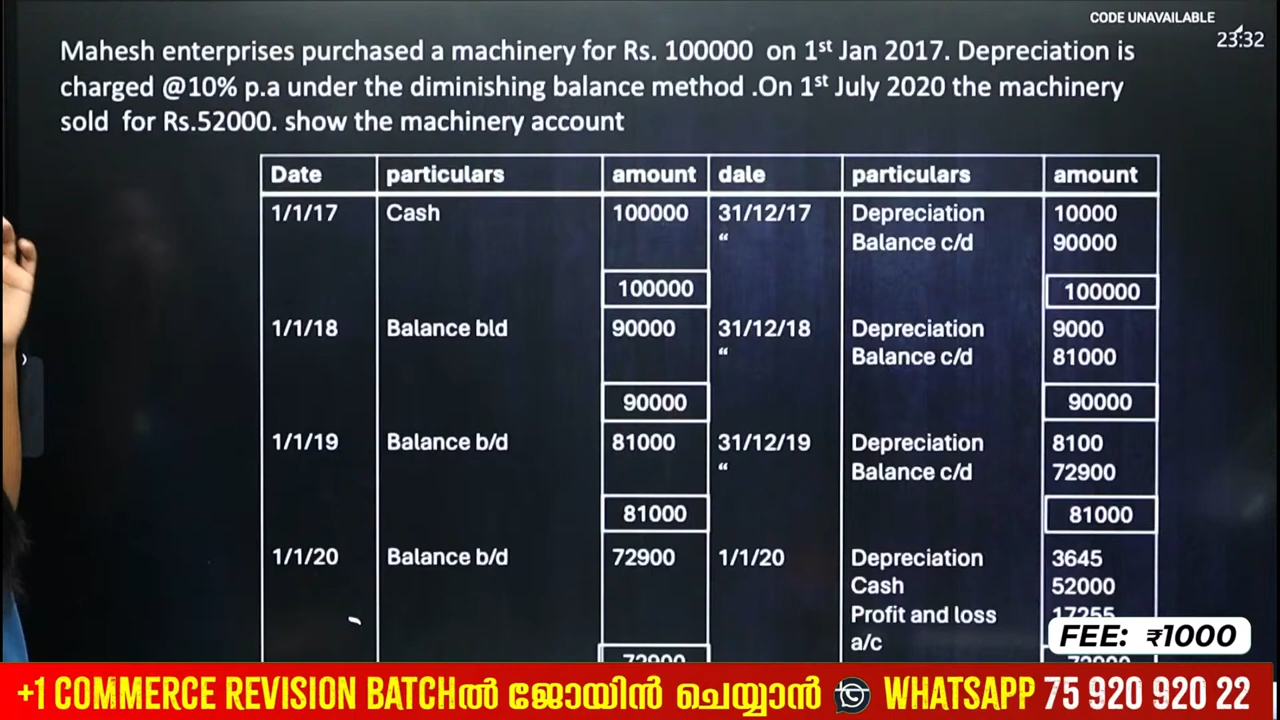 CODE UNAVAILABLE
23:32
Mahesh enterprises purchased a machinery for Rs. 100000 on 1st Jan 2017. Depreciation is
charged @10% p.a under the diminishing balance method .On 1st July 2020 the machinery
sold for Rs.52000. show the machinery account
Date particulars amount dale particulars amount
1/1/17 Cash 100000 31/12/17 Depreciation 10000
“ Balance c/d 90000
100000 100000
1/1/18 Balance bld 90000 31/12/18 Depreciation 9000
“ Balance c/d 81000
90000 90000
1/1/19 Balance b/d 81000 31/12/19 Depreciation 8100
“ Balance c/d 72900
81000 81000
1/1/20 Balance b/d 72900 1/1/20 Depreciation 3645
Cash 52000
Profit and loss 17255
a/c
72900 72900
FEE: ₹1000
+1 COMMERCE REVISION BATCHൽ ജോയിൻ ചെയ്യാൻ WHATSAPP 75 920 920 22